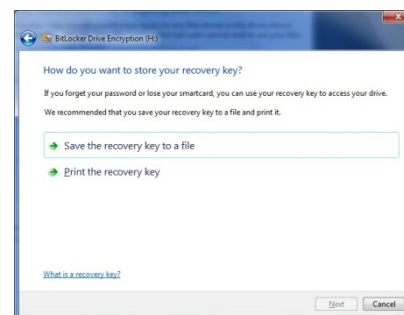 BitLocker Drive Encryption (H:)
How do you want to store your recovery key?
If you forget your password or lose your smartcard, you can use your recovery key to access your drive.
We recommended that you save your recovery key to a file and print it.
Save the recovery key to a file
Print the recovery key
What is a recovery key?
Next Cancel